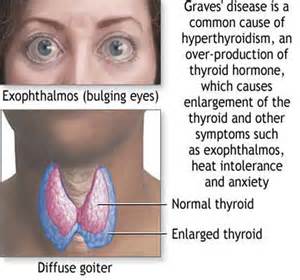 Graves' disease is a
common cause of
hyperthyroidism, an
over-production of
thyroid hormone,
which causes
enlargement of the
thyroid and other
symptoms such
as exophthalmos,
heat intolerance
and anxiety
Exophthalmos (bulging eyes)
Normal thyroid
Enlarged thyroid
Diffuse goiter